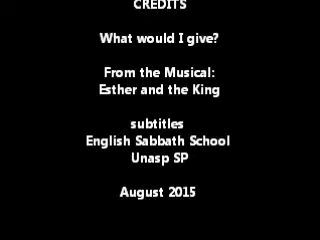 CREDITS
What would I give?
From the Musical:
Esther and the King
subtitles
English Sabbath School
Unasp SP
August 2015